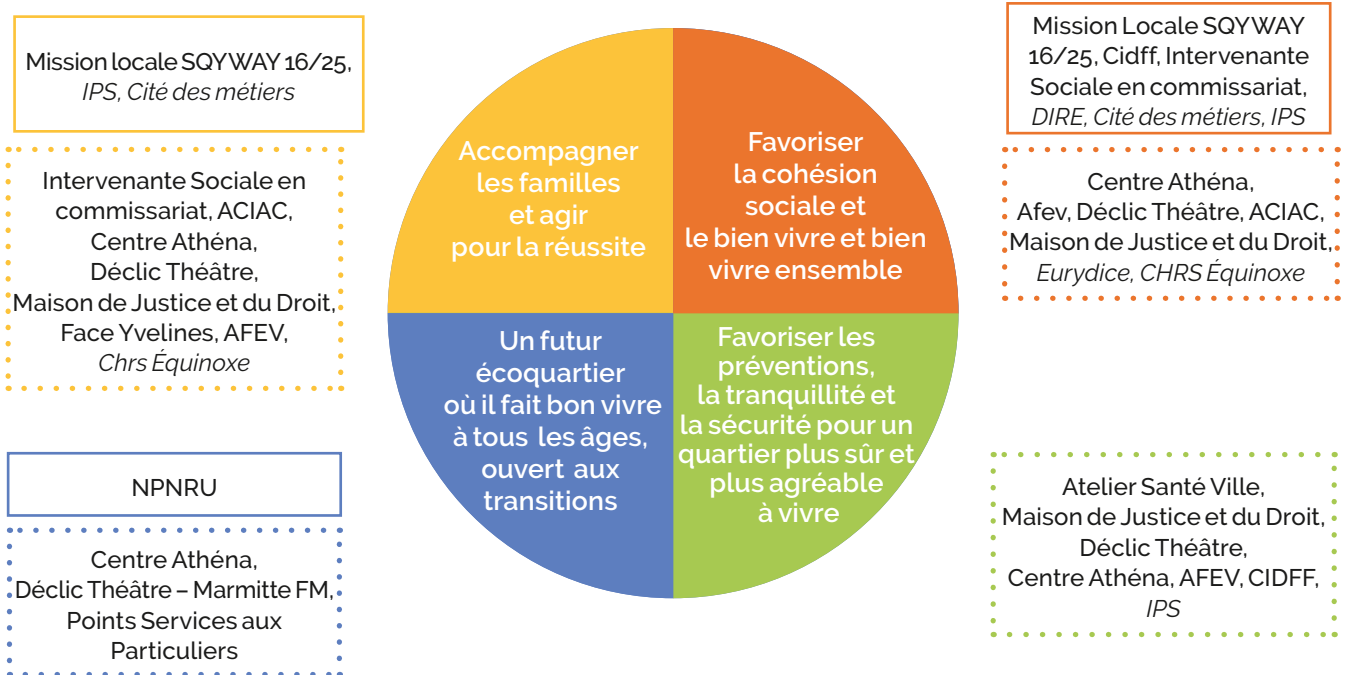 Mission locale SQYWAY 16/25,
IPS, Cité des métiers
Intervenante Sociale en
commissariat, ACIAC,
Centre Athéna,
Déclic Théâtre,
Maison de Justice et du Droit,
Face Yvelines, AFEV,
Chrs Équinoxe
Accompagner
les familles
et agir
pour la réussite
Favoriser
la cohésion
sociale et
le bien vivre et bien
vivre ensemble
Mission Locale SQYWAY
16/25, Cidff, Intervenante
Sociale en commissariat,
DIRE, Cité des métiers, IPS
Centre Athéna,
Afev, Déclic Théâtre, ACIAC,
Maison de Justice et du Droit,
Eurydice, CHRS Équinoxe
NPNRU
Centre Athéna,
Déclic Théâtre – Marmitte FM,
Points Services aux
Particuliers
Un futur
écoquartier
où il fait bon vivre
à tous les âges,
ouvert aux
transitions
Favoriser les
préventions,
la tranquillité et
la sécurité pour un
quartier plus sûr et
plus agréable
à vivre
Atelier Santé Ville,
Maison de Justice et du Droit,
Déclic Théâtre,
Centre Athéna, AFEV, CIDFF,
IPS